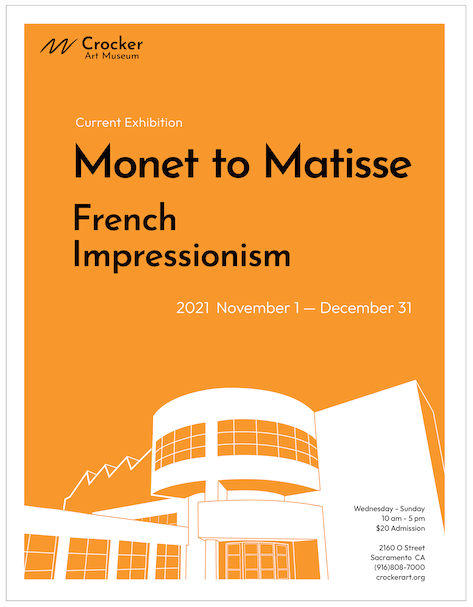 Crocker
Art Museum
Current Exhibition
Monet to Matisse
French
Impressionism
2021 November 1 — December 31
Wednesday - Sunday
10 am - 5 pm
$20 Admission
2160 O Street
Sacramento CA
(916)808-7000
crockerart.org